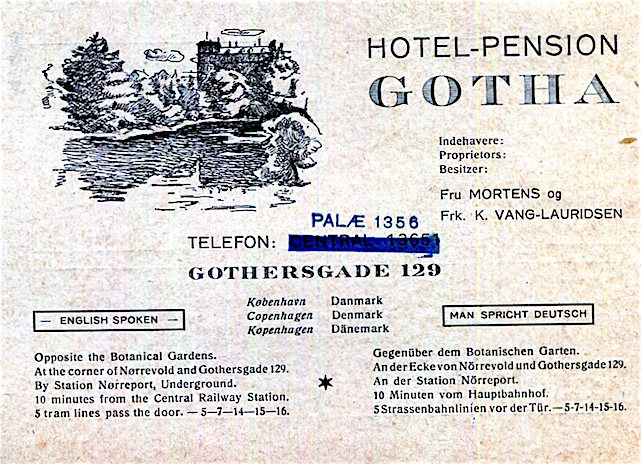 HOTEL-PENSION
GOTHA
Indehavere:
Proprietors:
Besitzer:
Fru MORTENS og
Frk. K. VANG-LAURIDSEN
PALÆ 1356
TELEFON: CENTRAL 13651
GOTHERSGADE 129
København Danmark
Copenhagen Denmark
Kopenhagen Dänemark
— ENGLISH SPOKEN —
MAN SPRICHT DEUTSCH
Opposite the Botanical Gardens.
At the corner of Nørrevold and Gothersgade 129.
By Station Nørreport, Underground.
10 minutes from the Central Railway Station.
5 tram lines pass the door. — 5—7—14—15—16.
Gegenüber dem Botanischen Garten.
An der Ecke von Nörrevold und Gothersgade 129.
An der Station Nörreport.
10 Minuten vom Hauptbahnhof.
5 Strassenbahnlinien vor der Tür. — 5-7-14-15-16.